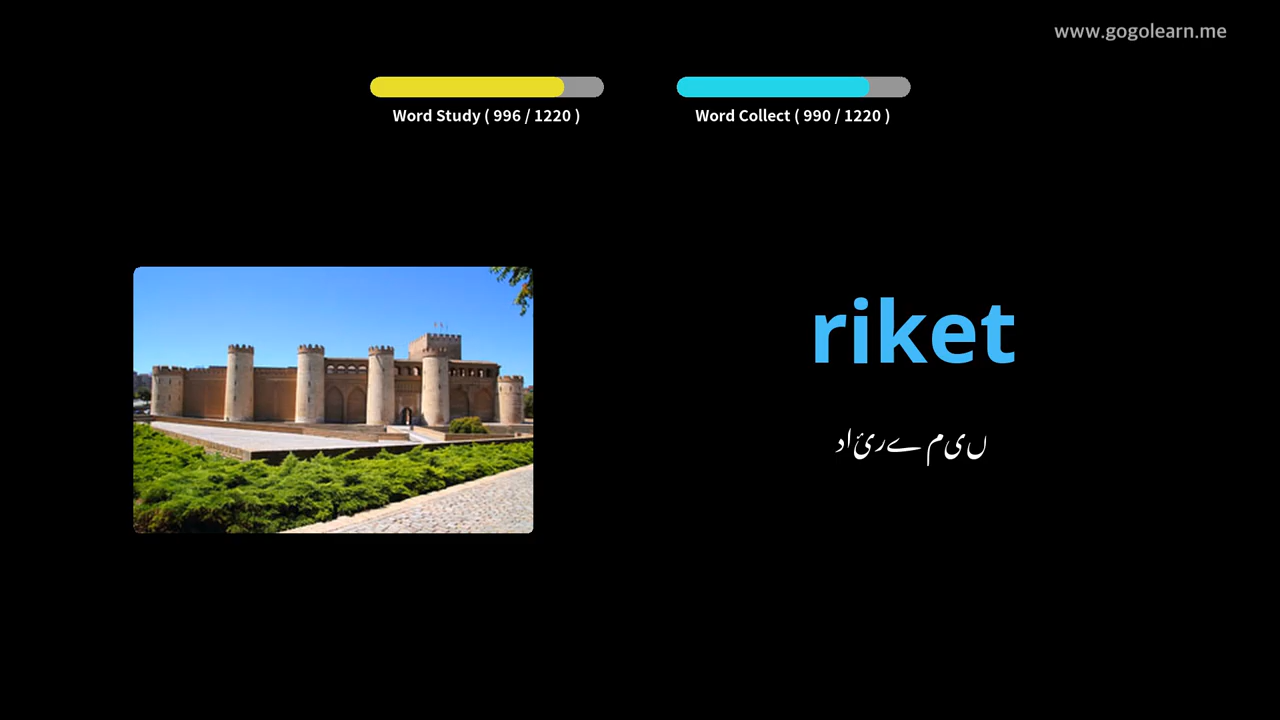 www.gogolearn.me
Word Study ( 996 / 1220 )
Word Collect ( 990 / 1220 )
riket
دائرے میں